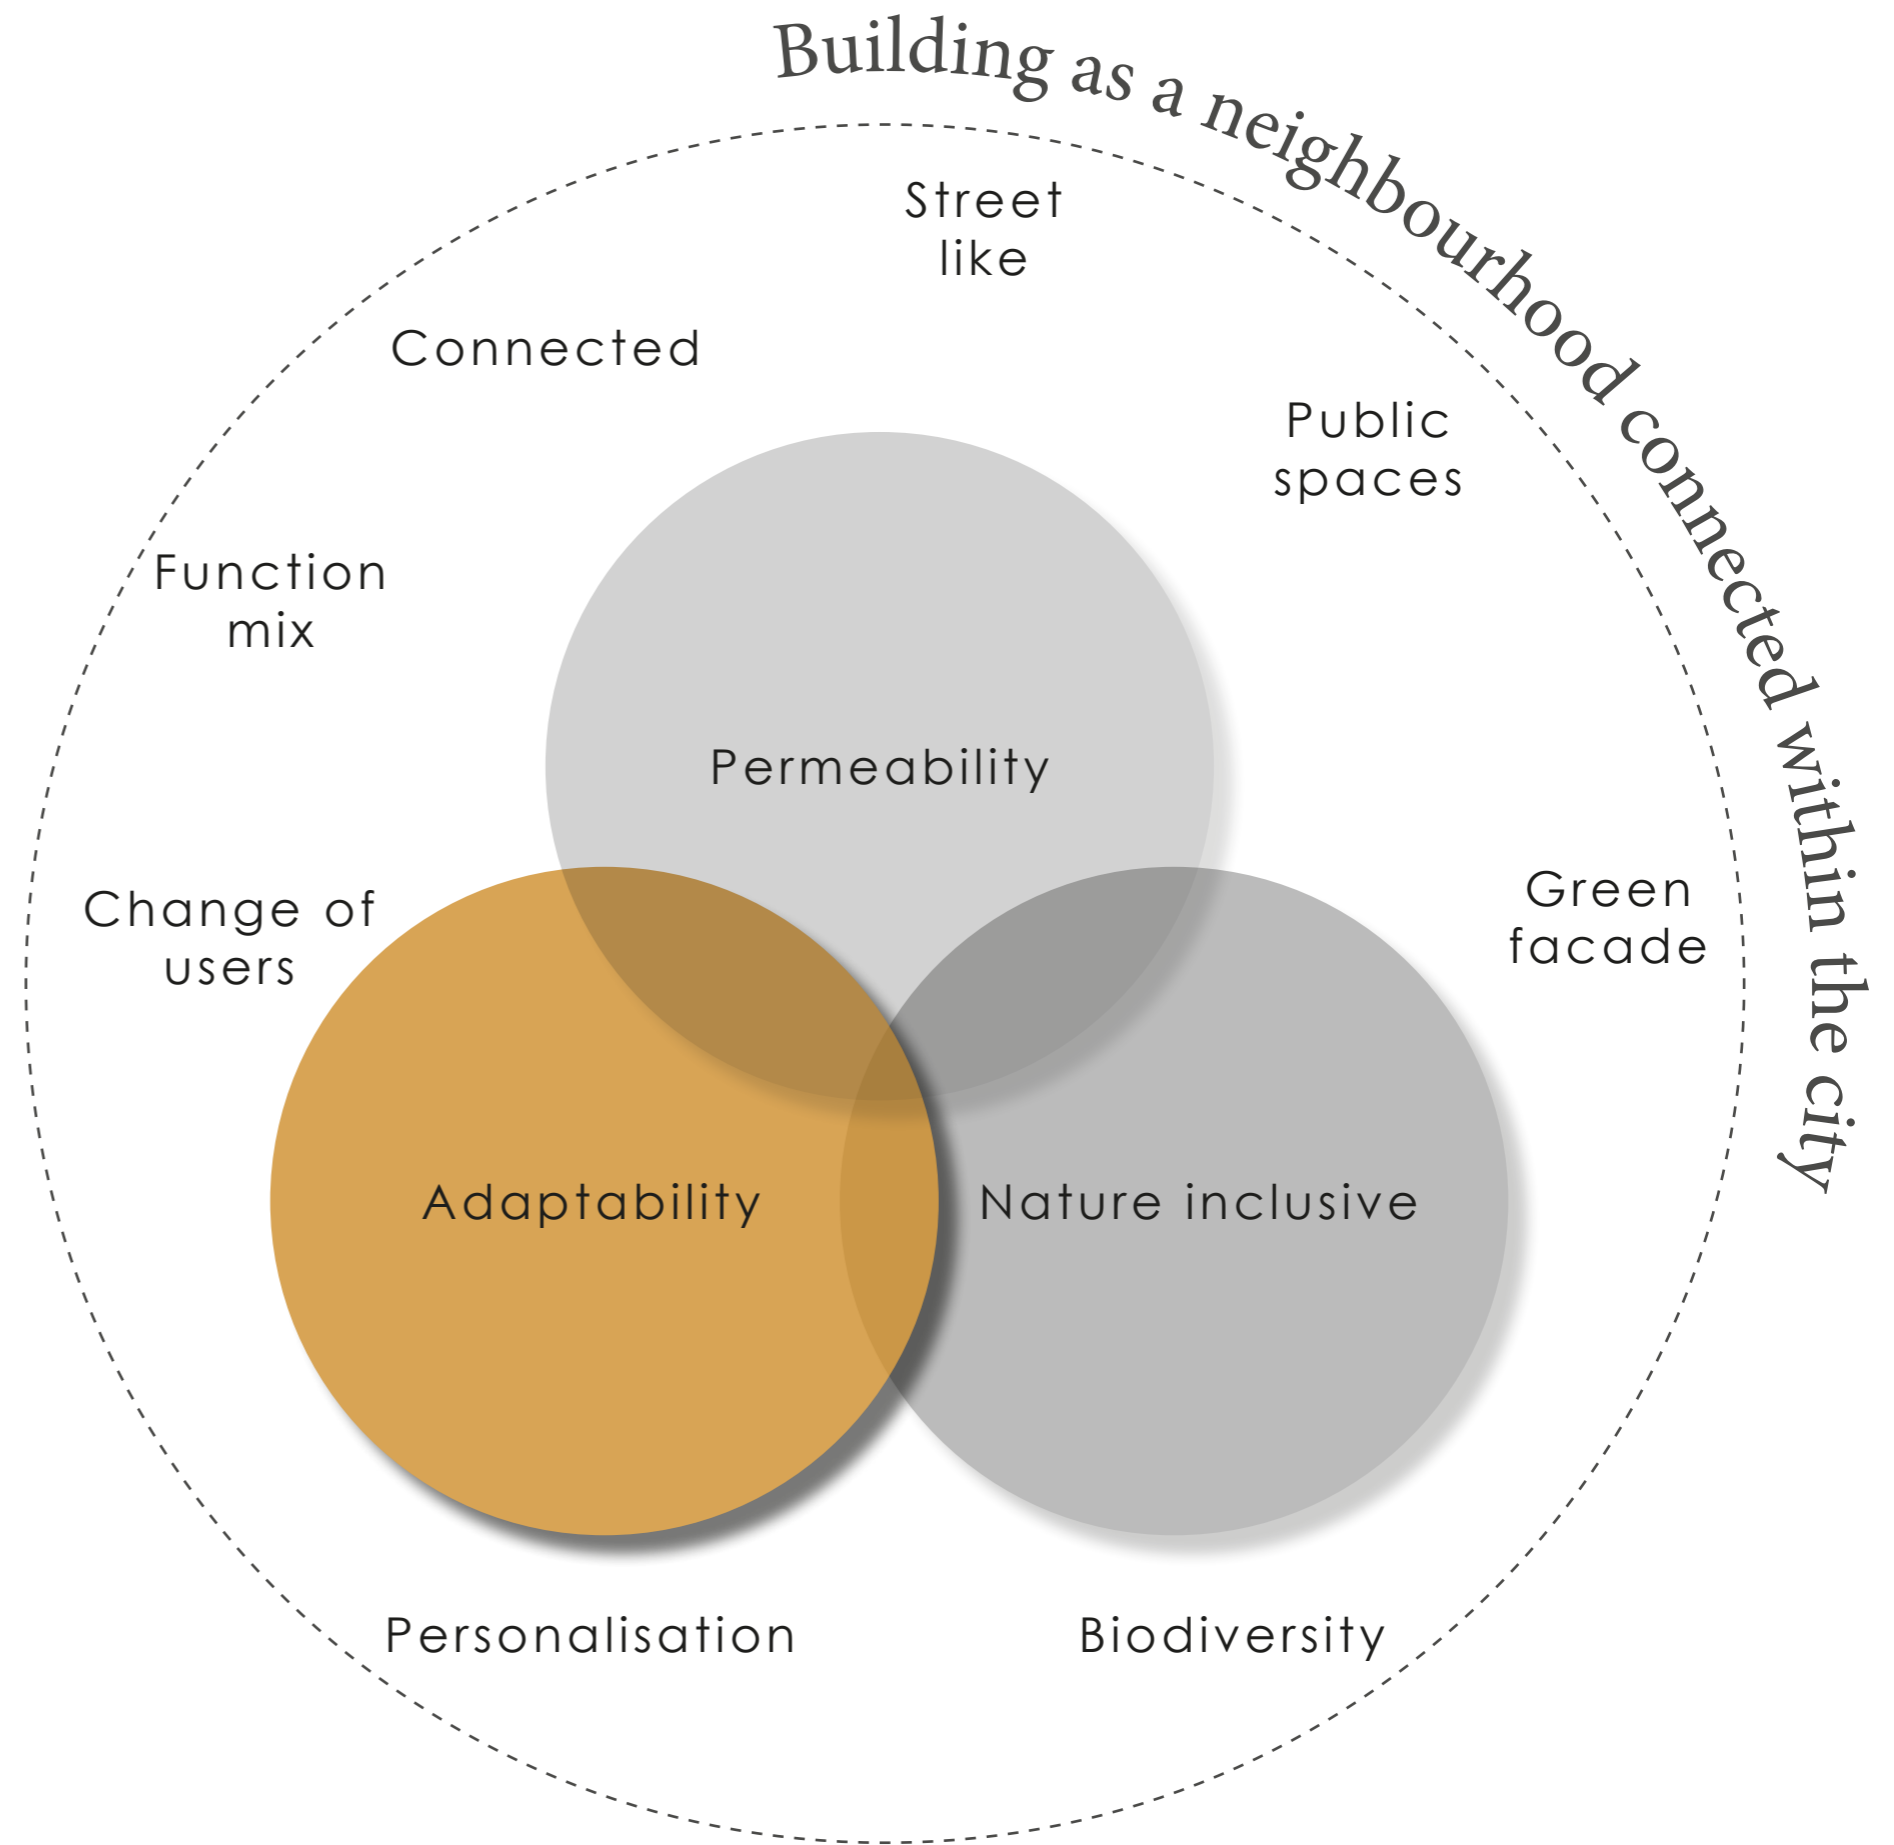 Building as a neighbourhood connected within the city
Street
like
Connected
Public
spaces
Function
mix
Permeability
Change of
users
Green
facade
Adaptability
Nature inclusive
Personalisation
Biodiversity